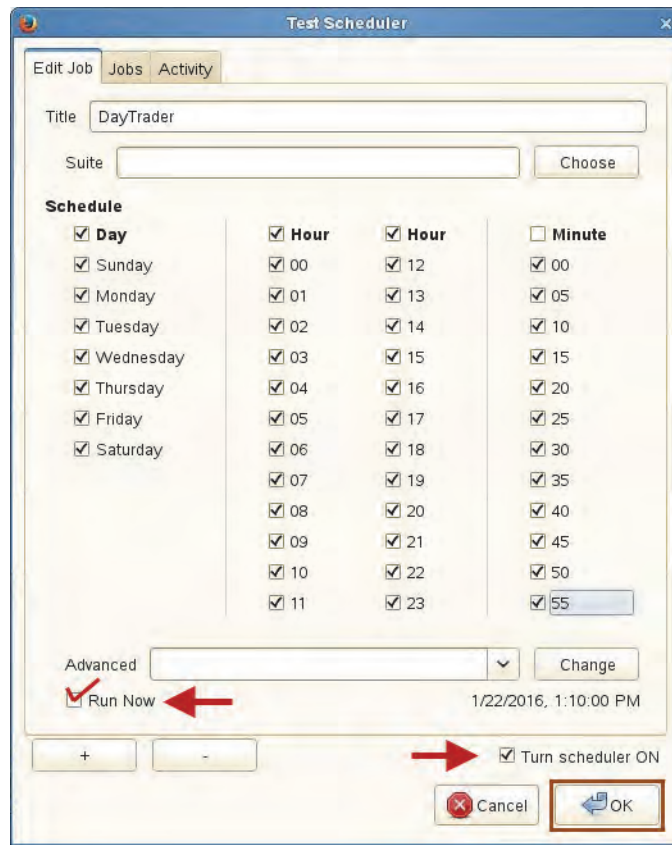 Test Scheduler
Edit Job Jobs Activity
Title DayTrader
Suite Choose
Schedule
Day Hour Hour Minute
Sunday 00 12 00
Monday 01 13 05
Tuesday 02 14 10
Wednesday 03 15 15
Thursday 04 16 20
Friday 05 17 25
Saturday 06 18 30
07 19 35
08 20 40
09 21 45
10 22 50
11 23 55
Advanced Change
Run Now 1/22/2016, 1:10:00 PM
+ - Turn scheduler ON
Cancel OK